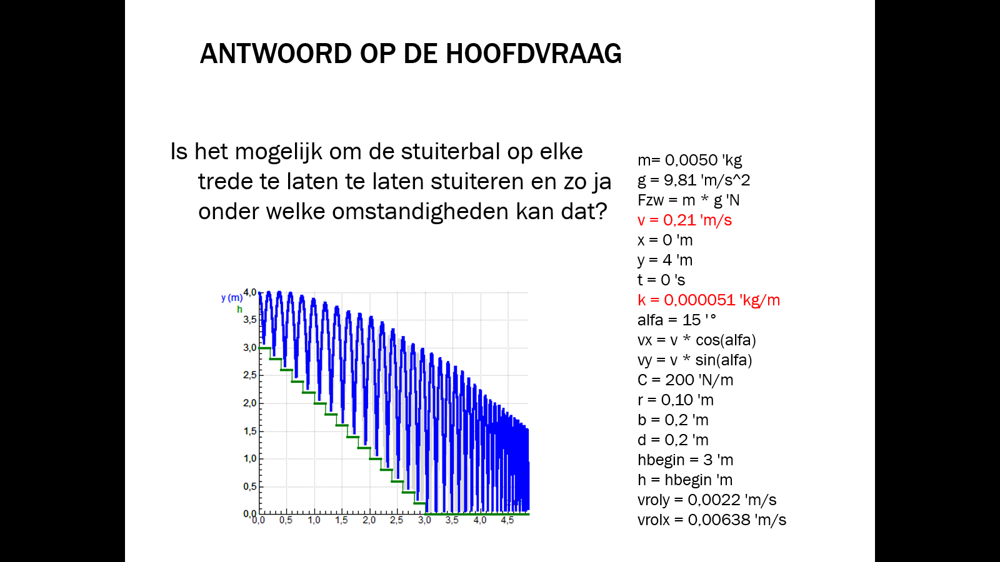 ANTWOORD OP DE HOOFDVRAAG
Is het mogelijk om de stuiterbal op elke
trede te laten te laten stuiteren en zo ja
onder welke omstandigheden kan dat?
m= 0,0050 'kg
g = 9,81 'm/s^2
Fzw = m * g 'N
v = 0,21 'm/s
x = 0 'm
y = 4 'm
t = 0 's
k = 0,000051 'kg/m
alfa = 15 '°
vx = v * cos(alfa)
vy = v * sin(alfa)
C = 200 'N/m
r = 0,10 'm
b = 0,2 'm
d = 0,2 'm
hbegin = 3 'm
h = hbegin 'm
vroly = 0,0022 'm/s
vrolx = 0,00638 'm/s
y (m)
h
4,0
3,5
3,0
2,5
2,0
1,5
1,0
0,5
0,0
0,0 0,5 1,0 1,5 2,0 2,5 3,0 3,5 4,0 4,5